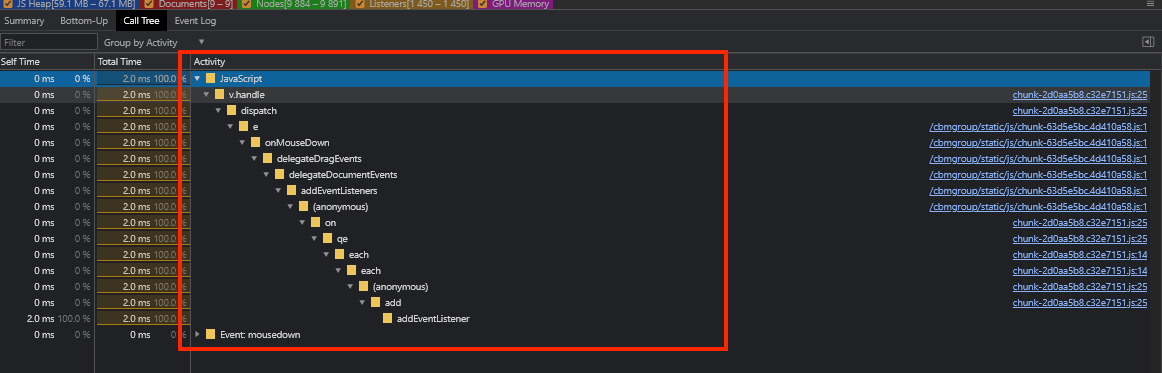 JS Heap[59.1 MB – 67.1 MB] Documents[9 – 9] Nodes[9 884 – 9 891] Listeners[1 450 – 1 450] GPU Memory
Summary Bottom-Up Call Tree Event Log
Filter Group by Activity
Self Time Total Time Activity
0 ms 0 % 2.0 ms 100.0 % JavaScript
0 ms 0 % 2.0 ms 100.0 % v.handle chunk-2d0aa5b8.c32e7151.js:25
0 ms 0 % 2.0 ms 100.0 % dispatch chunk-2d0aa5b8.c32e7151.js:25
0 ms 0 % 2.0 ms 100.0 % e /cbmgroup/static/js/chunk-63d5e5bc.4d410a58.js:1
0 ms 0 % 2.0 ms 100.0 % onMouseDown /cbmgroup/static/js/chunk-63d5e5bc.4d410a58.js:1
0 ms 0 % 2.0 ms 100.0 % delegateDragEvents /cbmgroup/static/js/chunk-63d5e5bc.4d410a58.js:1
0 ms 0 % 2.0 ms 100.0 % delegateDocumentEvents /cbmgroup/static/js/chunk-63d5e5bc.4d410a58.js:1
0 ms 0 % 2.0 ms 100.0 % addEventListeners /cbmgroup/static/js/chunk-63d5e5bc.4d410a58.js:1
0 ms 0 % 2.0 ms 100.0 % (anonymous) /cbmgroup/static/js/chunk-63d5e5bc.4d410a58.js:1
0 ms 0 % 2.0 ms 100.0 % on chunk-2d0aa5b8.c32e7151.js:25
0 ms 0 % 2.0 ms 100.0 % qe chunk-2d0aa5b8.c32e7151.js:25
0 ms 0 % 2.0 ms 100.0 % each chunk-2d0aa5b8.c32e7151.js:14
0 ms 0 % 2.0 ms 100.0 % each chunk-2d0aa5b8.c32e7151.js:14
0 ms 0 % 2.0 ms 100.0 % (anonymous) chunk-2d0aa5b8.c32e7151.js:25
0 ms 0 % 2.0 ms 100.0 % add chunk-2d0aa5b8.c32e7151.js:25
2.0 ms 100.0 % 2.0 ms 100.0 % addEventListener
0 ms 0 % 0 ms 0 % Event: mousedown